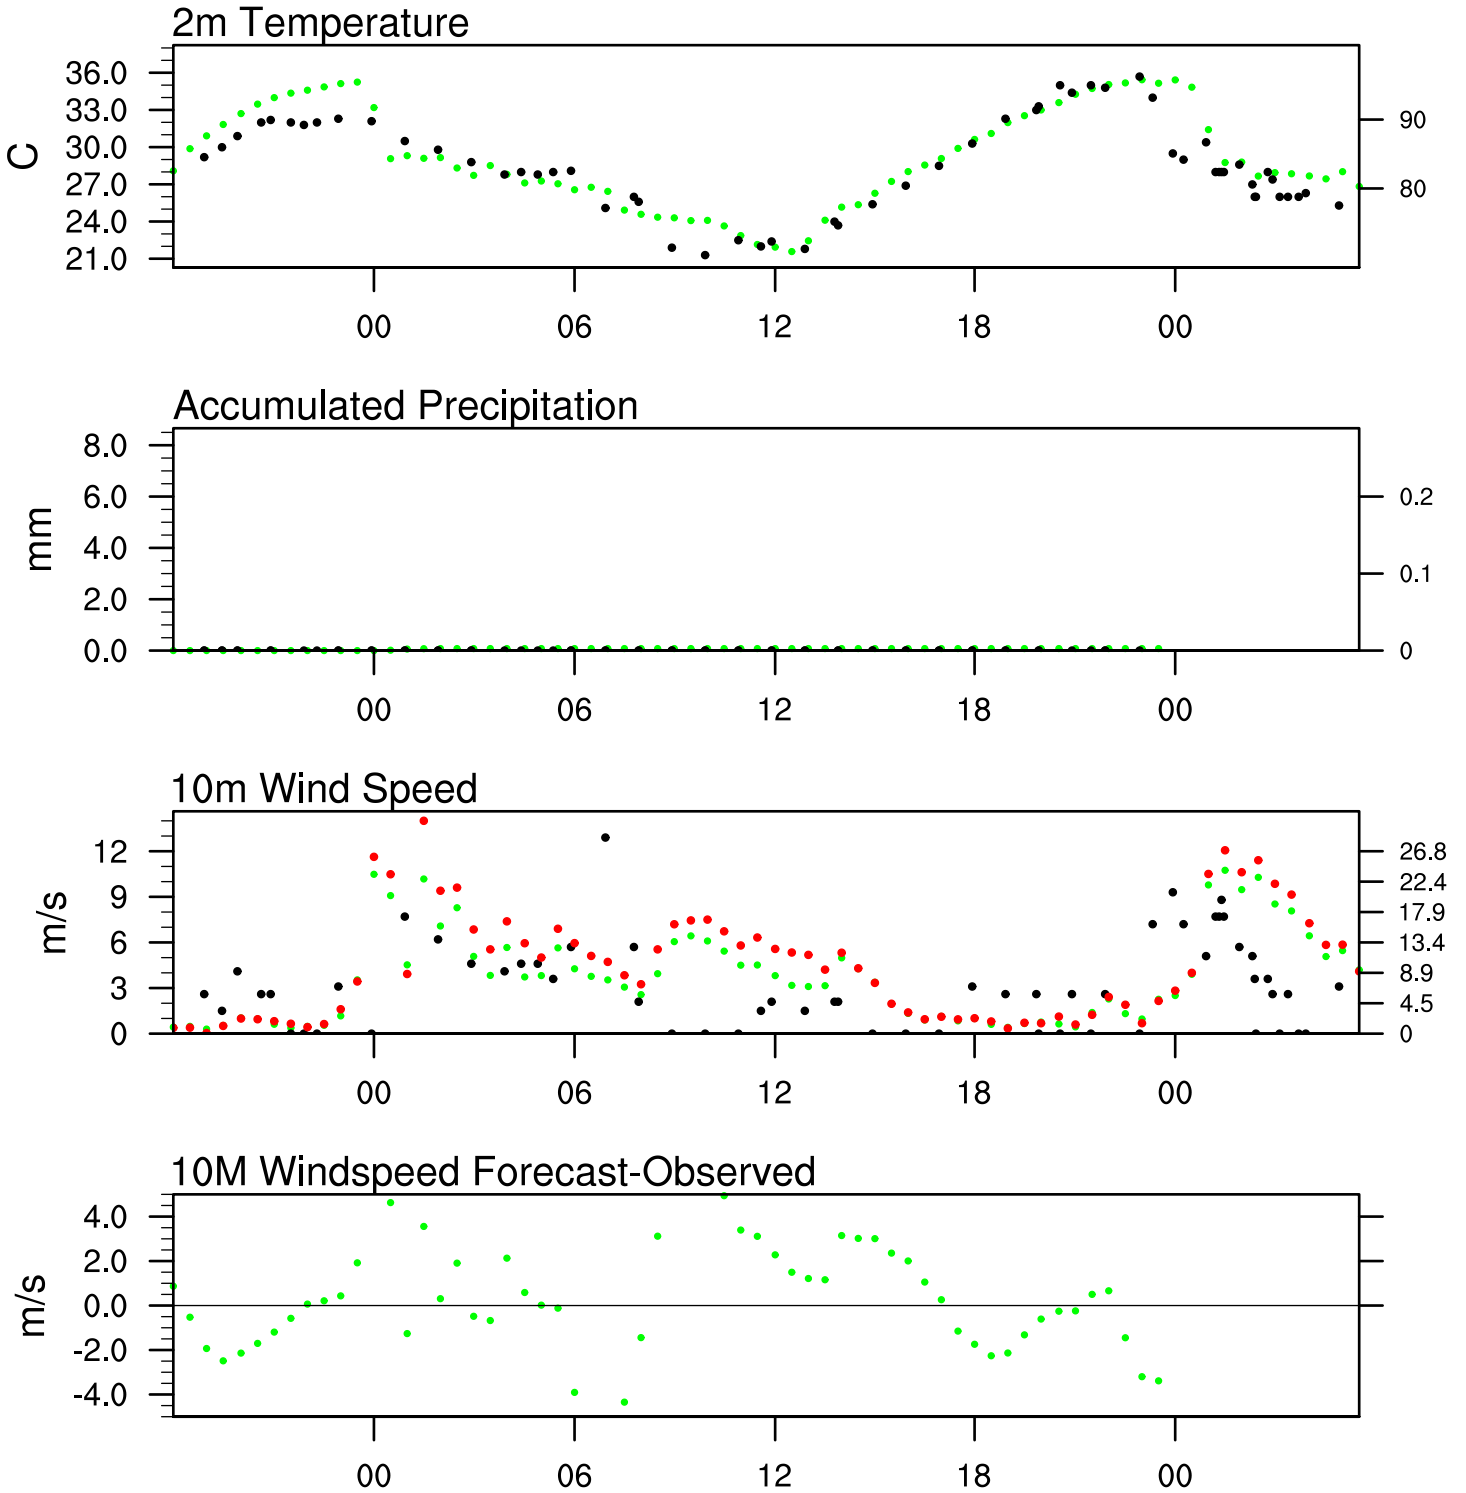 2m Temperature
C
36.0
33.0
30.0
27.0
24.0
21.0
90
80
00 06 12 18 00
Accumulated Precipitation
mm
8.0
6.0
4.0
2.0
0.0
0.2
0.1
0
00 06 12 18 00
10m Wind Speed
m/s
12
9
6
3
0
26.8
22.4
17.9
13.4
8.9
4.5
0
00 06 12 18 00
10M Windspeed Forecast-Observed
m/s
4.0
2.0
0.0
-2.0
-4.0
00 06 12 18 00